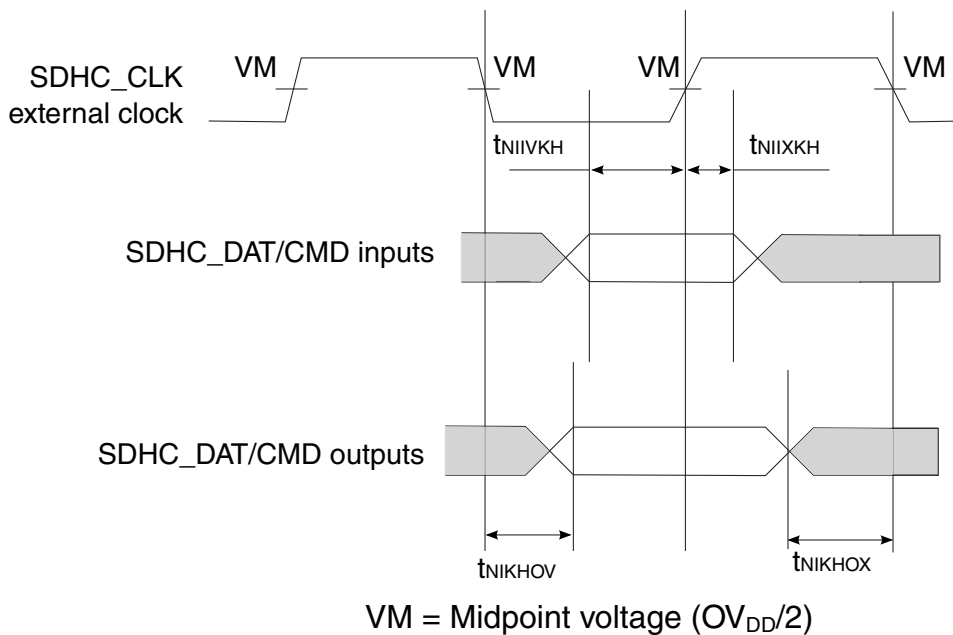 SDHC_CLK
external clock
VM VM VM VM
tNIIVKH tNIIXKH
SDHC_DAT/CMD inputs
SDHC_DAT/CMD outputs
tNIKHOV tNIKHOX
VM = Midpoint voltage (OVDD/2)